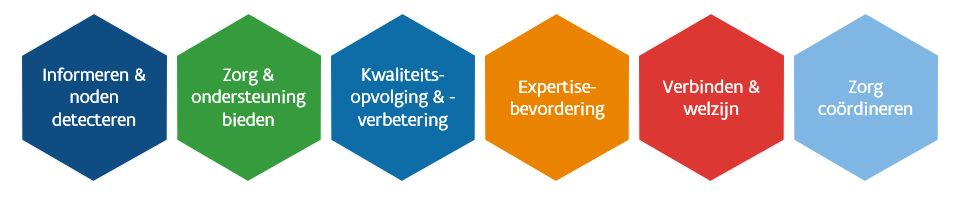 Informeren &
noden
detecteren
Zorg &
ondersteuning
bieden
Kwaliteits-
opvolging & -
verbetering
Expertise-
bevordering
Verbinden &
welzijn
Zorg
coördineren